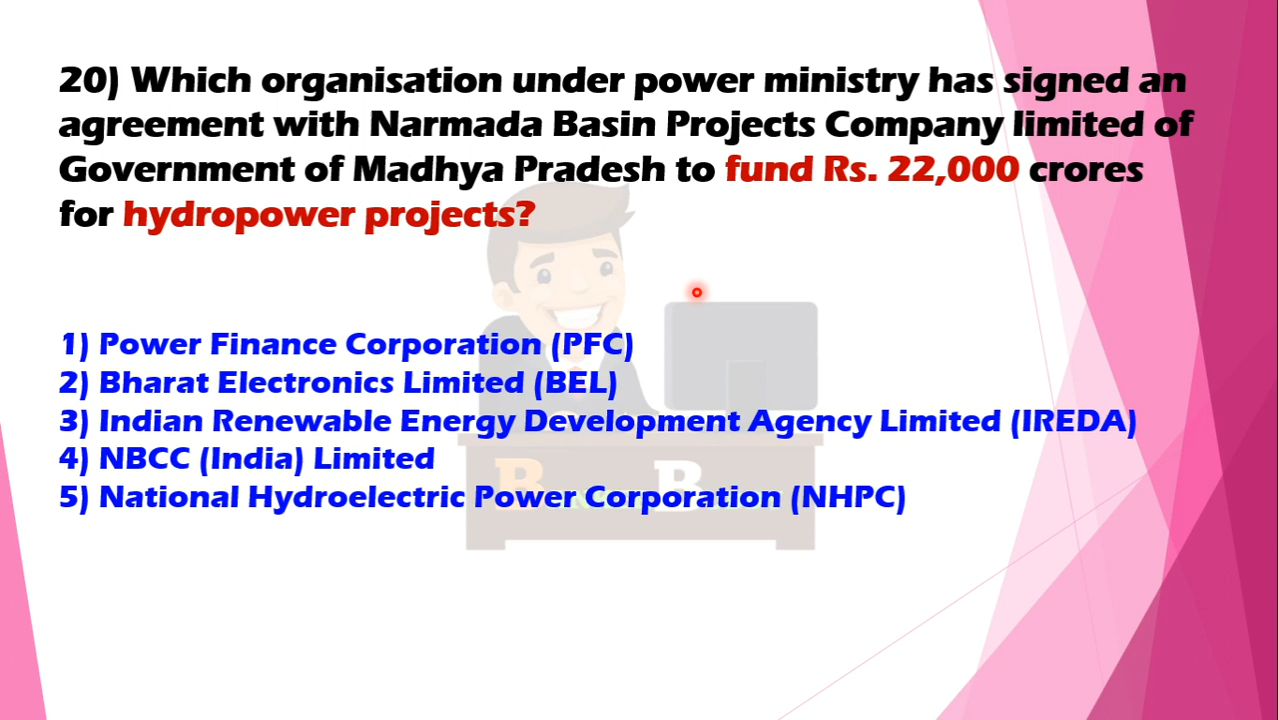 20) Which organisation under power ministry has signed an
agreement with Narmada Basin Projects Company limited of
Government of Madhya Pradesh to fund Rs. 22,000 crores
for hydropower projects?
1) Power Finance Corporation (PFC)
2) Bharat Electronics Limited (BEL)
3) Indian Renewable Energy Development Agency Limited (IREDA)
4) NBCC (India) Limited
5) National Hydroelectric Power Corporation (NHPC)
B B